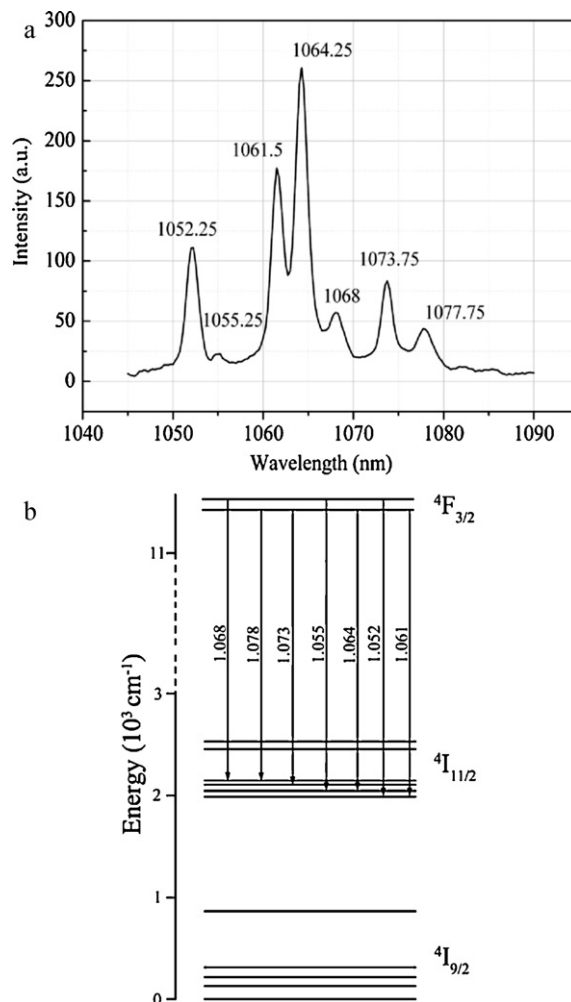 a
300
250
200
150
100
50
0
Intensity (a.u.)
1064.25
1061.5
1052.25
1055.25
1068
1073.75
1077.75
1040 1050 1060 1070 1080 1090
Wavelength (nm)
b
⁴F₃/₂
11
1.068 1.078 1.073 1.055 1.064 1.052 1.061
3
⁴I₁₁/₂
2
1
⁴I₉/₂
0
Energy (10³ cm⁻¹)